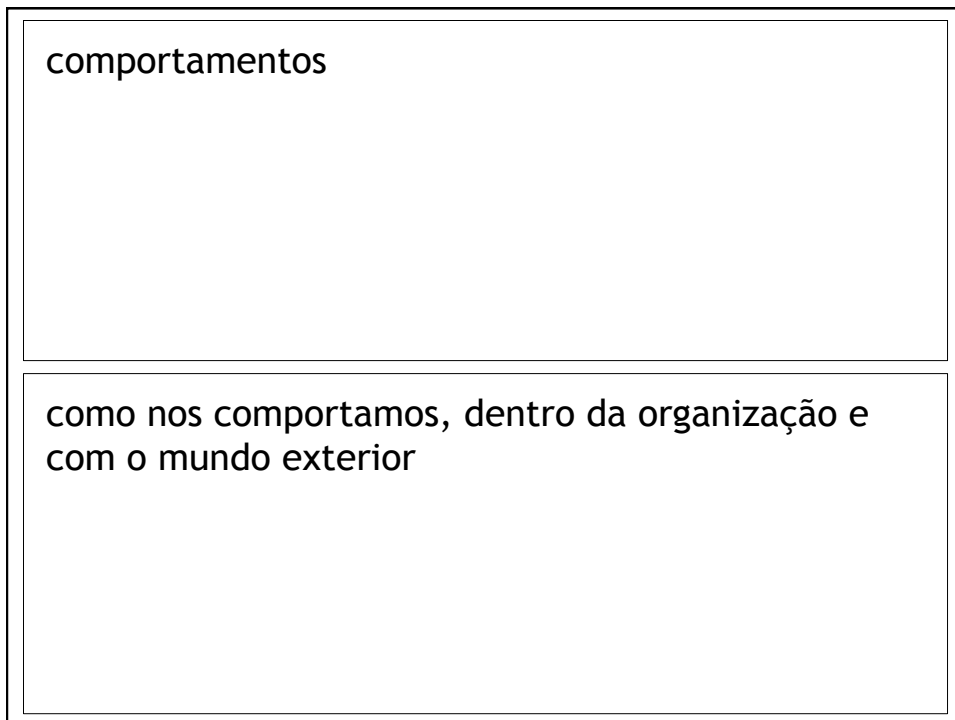 comportamentos
como nos comportamos, dentro da organização e
com o mundo exterior